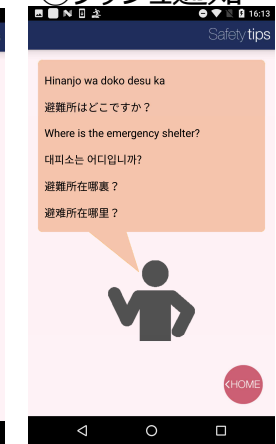 16:13
Safety tips
Hinanjo wa doko desu ka
避難所はどこですか？
Where is the emergency shelter?
대피소는 어디입니까?
避難所在哪裏？
避难所在哪里？
<HOME